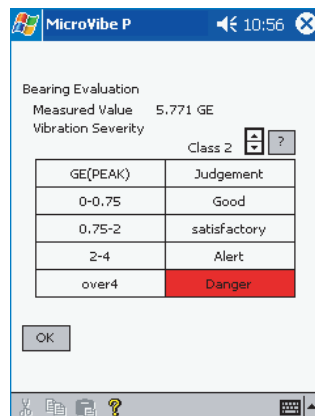 MicroVibe P 10:56
Bearing Evaluation
Measured Value 5.771 GE
Vibration Severity
Class 2 ?
GE(PEAK) Judgement
0-0.75 Good
0.75-2 satisfactory
2-4 Alert
over4 Danger
OK